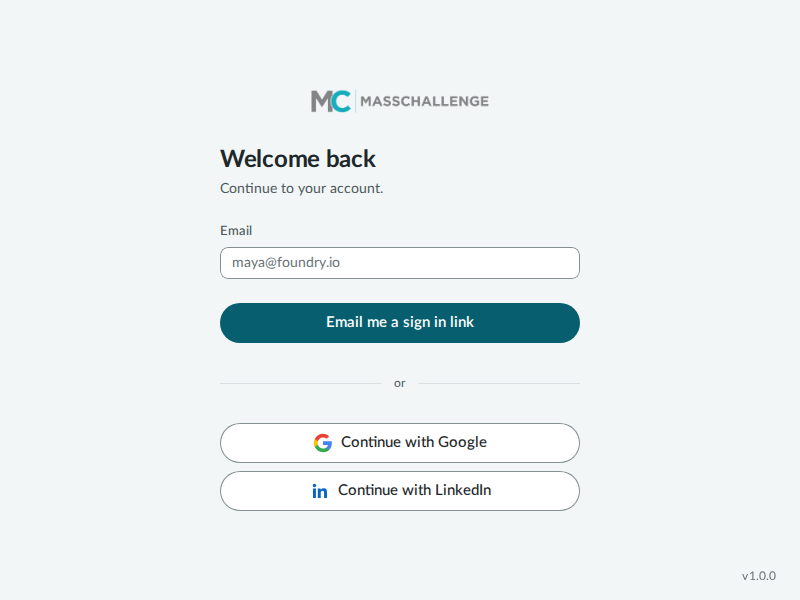 MC MASSCHALLENGE
Welcome back
Continue to your account.
Email
maya@foundry.io
Email me a sign in link
or
Continue with Google
in Continue with LinkedIn
v1.0.0